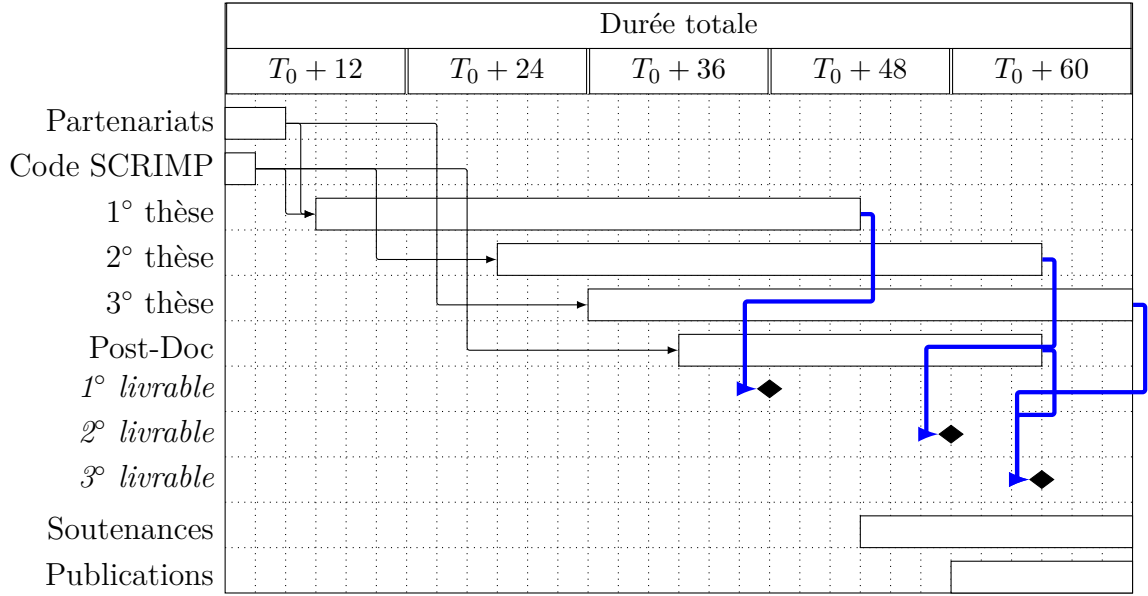 Durée totale
T₀ + 12 T₀ + 24 T₀ + 36 T₀ + 48 T₀ + 60
Partenariats
Code SCRIMP
1° thèse
2° thèse
3° thèse
Post-Doc
1° livrable
2° livrable
3° livrable
Soutenances
Publications